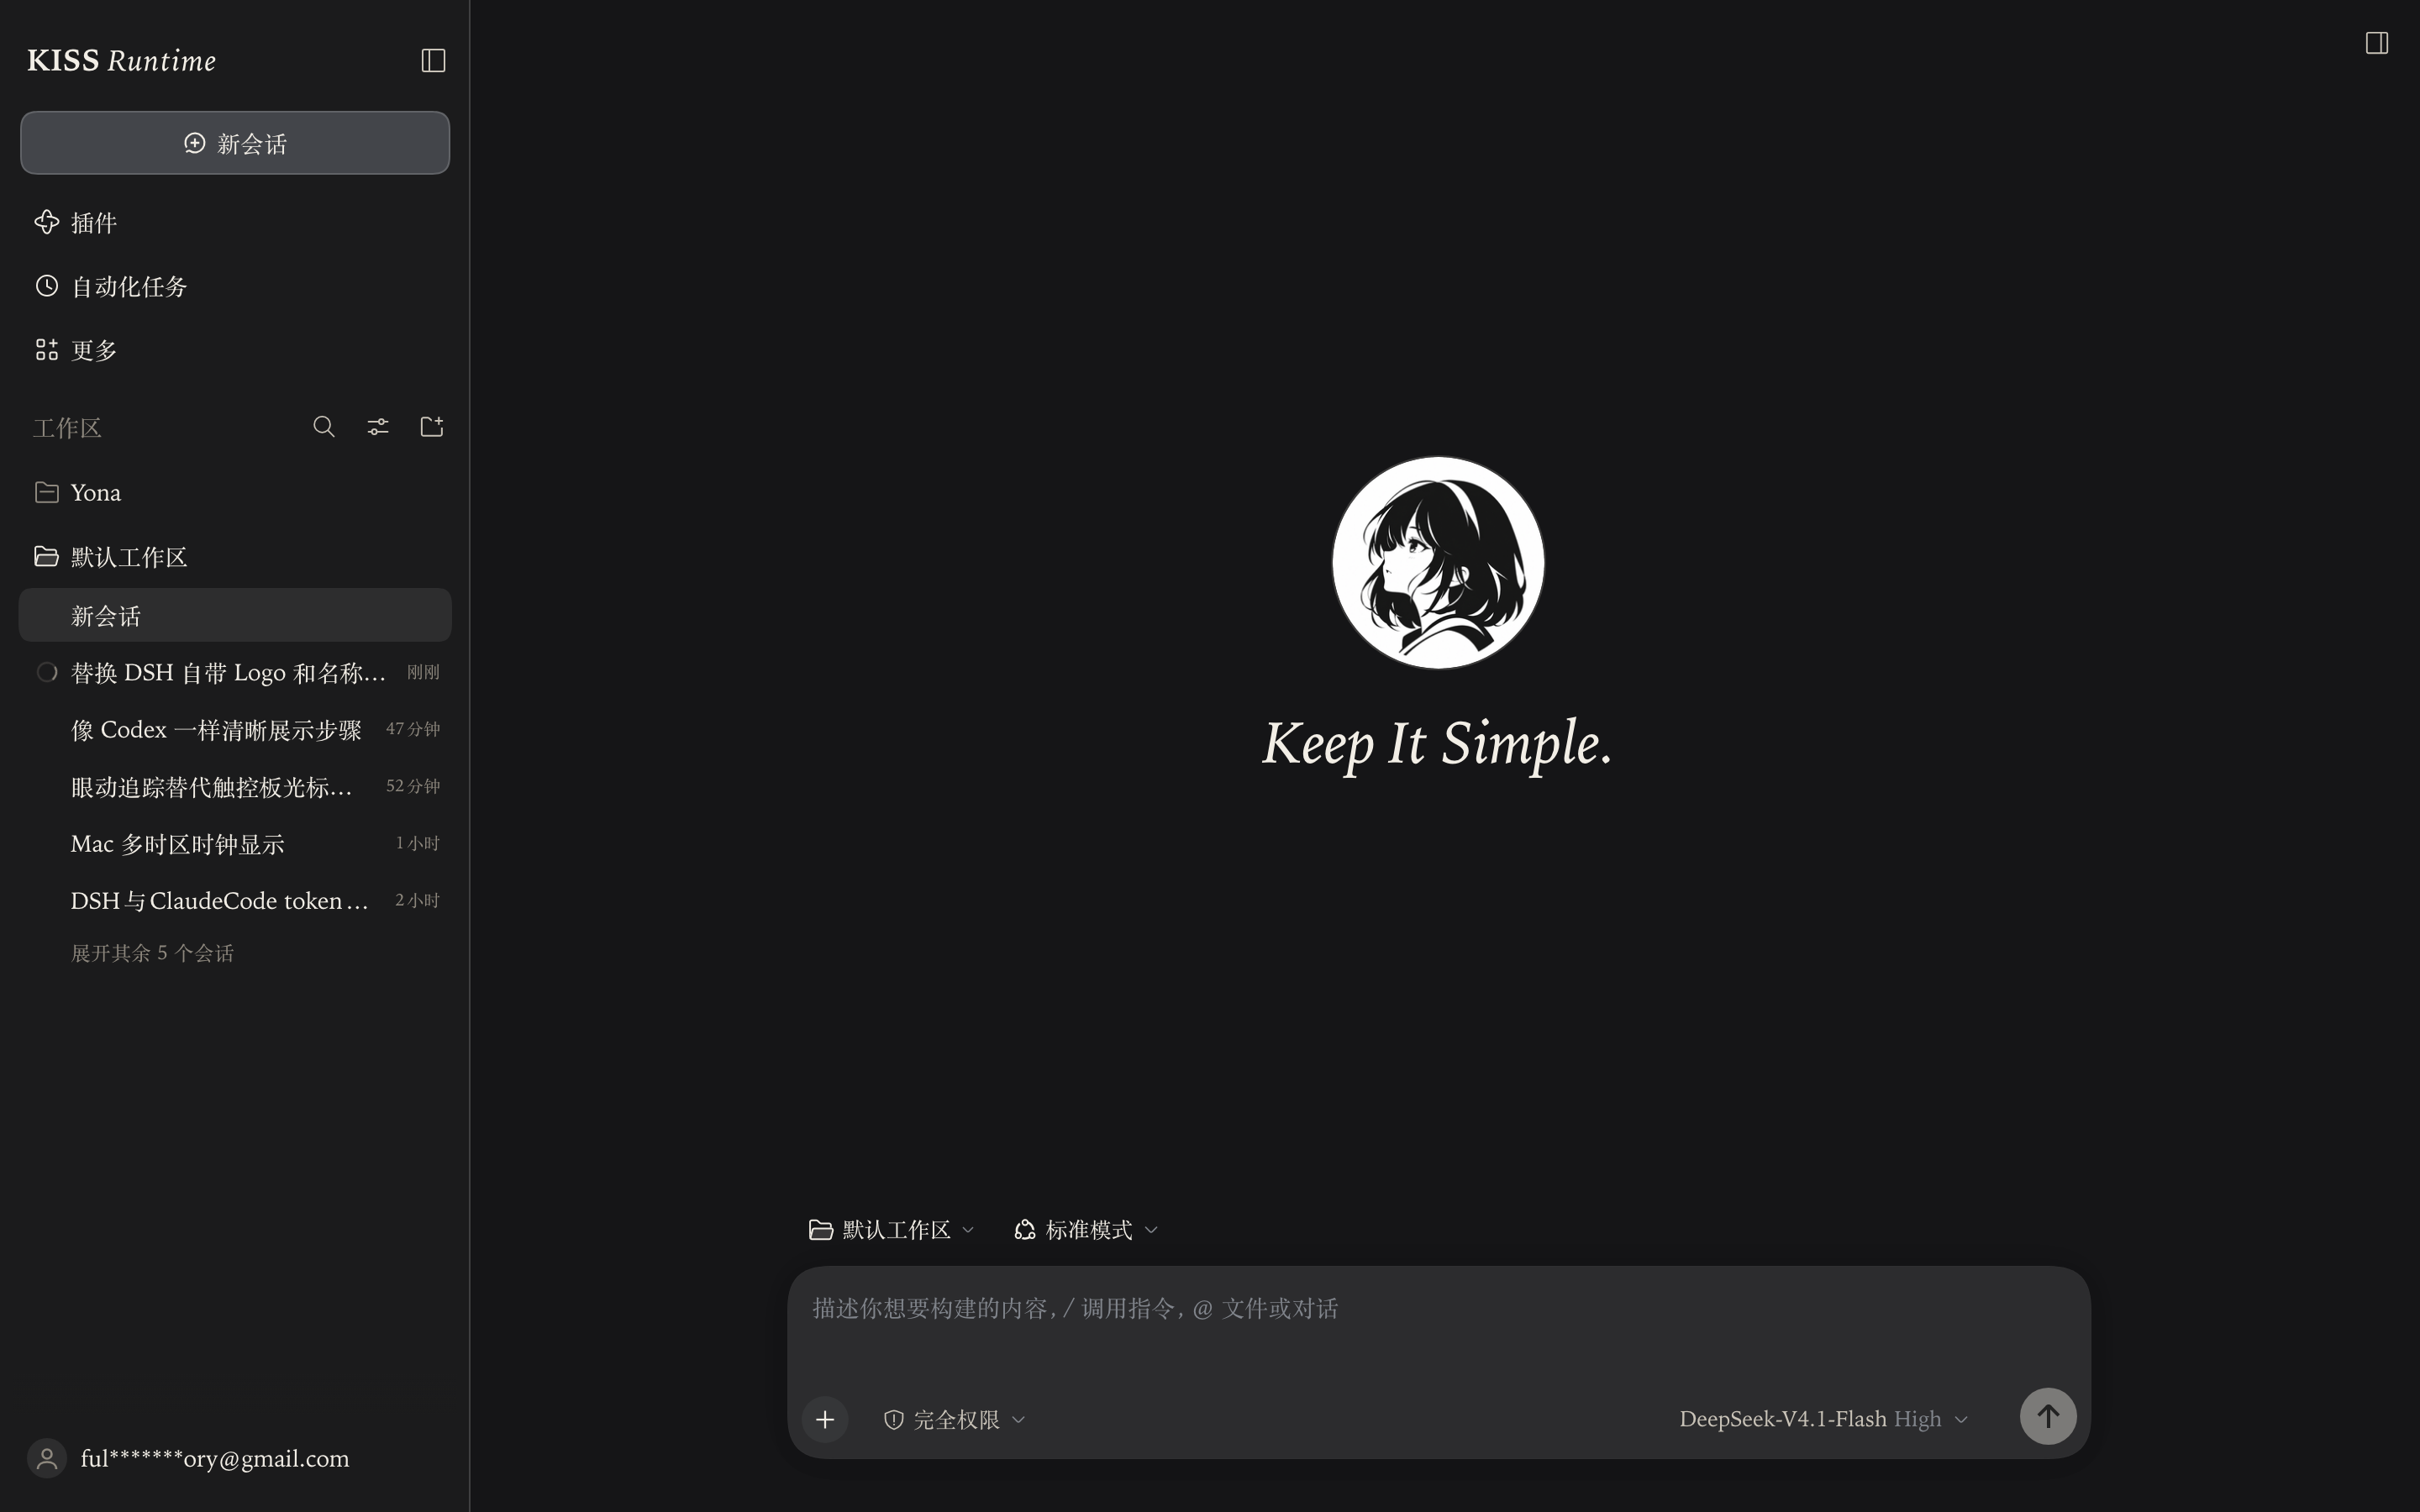 KISS Runtime
新会话
插件
自动化任务
更多
工作区
Yona
默认工作区
新会话
替换 DSH 自带 Logo 和名称… 刚刚
像 Codex 一样清晰展示步骤 47 分钟
眼动追踪替代触控板光标… 52 分钟
Mac 多时区时钟显示 1 小时
DSH 与 ClaudeCode token… 2 小时
展开其余 5 个会话
ful*******ory@gmail.com
Keep It Simple.
默认工作区 标准模式
描述你想要构建的内容, / 调用指令, @ 文件或对话
完全权限 DeepSeek-V4.1-Flash High